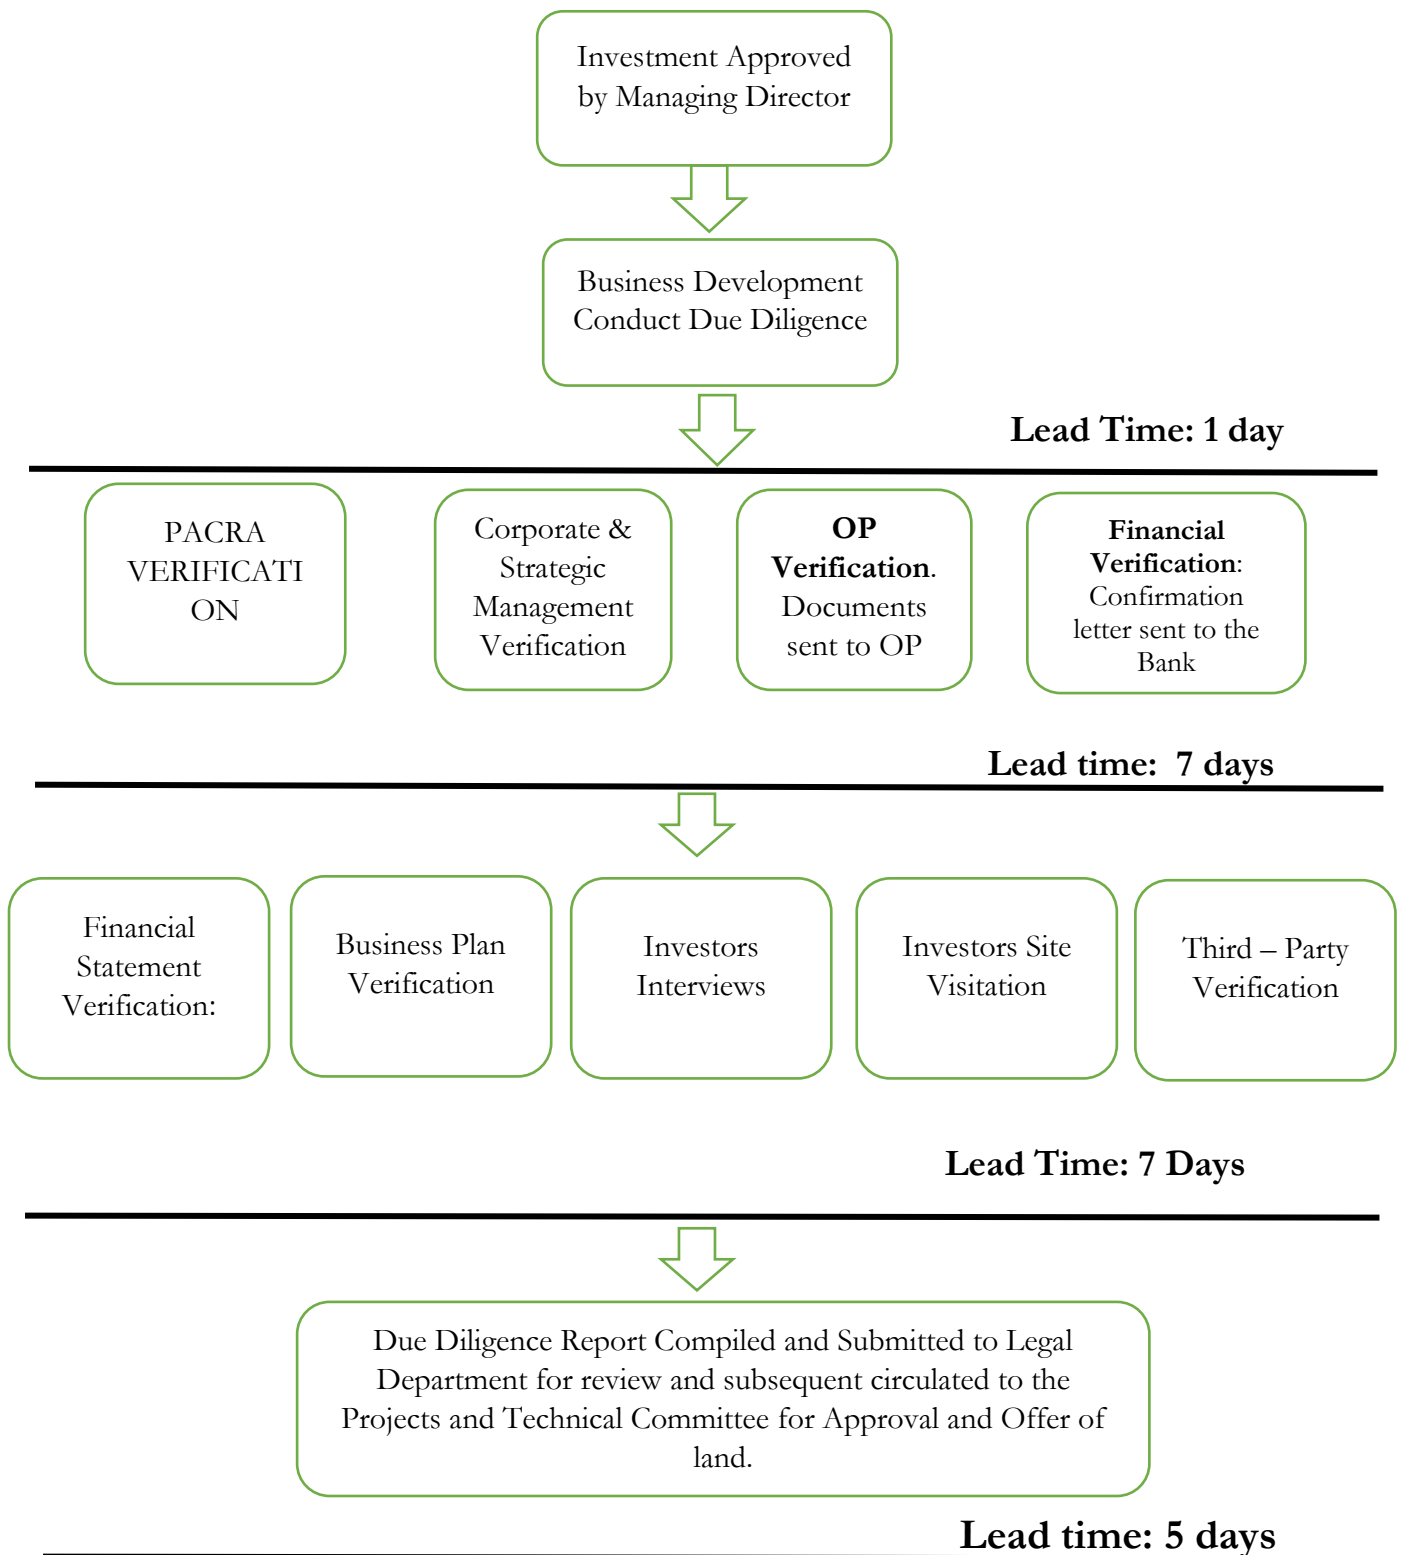 Investment Approved
by Managing Director
Business Development
Conduct Due Diligence
Lead Time: 1 day
PACRA
VERIFICATI
ON
Corporate &
Strategic
Management
Verification
OP
Verification.
Documents
sent to OP
Financial
Verification:
Confirmation
letter sent to the
Bank
Lead time:  7 days
Financial
Statement
Verification:
Business Plan
Verification
Investors
Interviews
Investors Site
Visitation
Third – Party
Verification
Lead Time: 7 Days
Due Diligence Report Compiled and Submitted to Legal
Department for review and subsequent circulated to the
Projects and Technical Committee for Approval and Offer of
land.
Lead time: 5 days